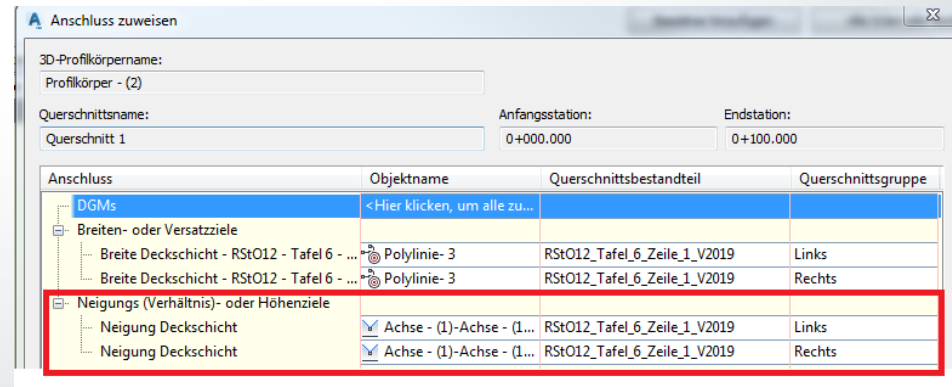 Anschluss zuweisen
3D-Profilkörpername:
Profilkörper - (2)
Querschnittsname: Anfangsstation: Endstation:
Querschnitt 1 0+000.000 0+100.000
Anschluss Objektname Querschnittsbestandteil Querschnittsgruppe
DGMs <Hier klicken, um alle zu...
Breiten- oder Versatzziele
Breite Deckschicht - RStO12 - Tafel 6 - ... Polylinie- 3 RStO12_Tafel_6_Zeile_1_V2019 Links
Breite Deckschicht - RStO12 - Tafel 6 - ... Polylinie- 3 RStO12_Tafel_6_Zeile_1_V2019 Rechts
Neigungs (Verhältnis)- oder Höhenziele
Neigung Deckschicht Achse - (1)-Achse - (1... RStO12_Tafel_6_Zeile_1_V2019 Links
Neigung Deckschicht Achse - (1)-Achse - (1... RStO12_Tafel_6_Zeile_1_V2019 Rechts